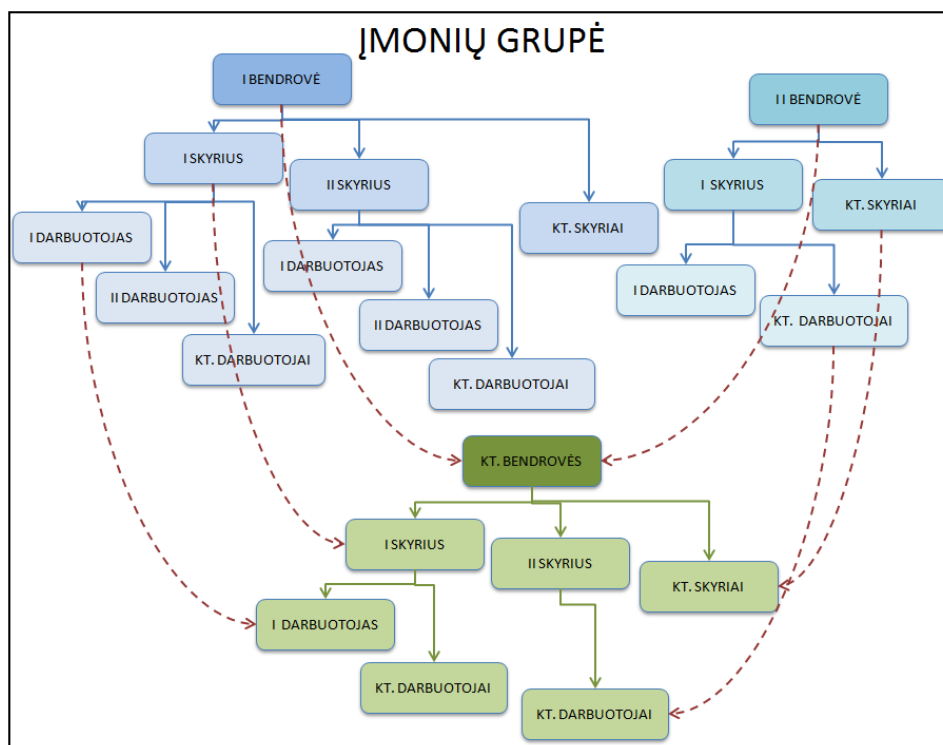 ĮMONIŲ GRUPĖ
I BENDROVĖ
II BENDROVĖ
I SKYRIUS
II SKYRIUS
KT. SKYRIAI
I SKYRIUS
KT. SKYRIAI
I DARBUOTOJAS
II DARBUOTOJAS
KT. DARBUOTOJAI
I DARBUOTOJAS
II DARBUOTOJAS
KT. DARBUOTOJAI
I DARBUOTOJAS
KT. DARBUOTOJAI
KT. BENDROVĖS
I SKYRIUS
II SKYRIUS
KT. SKYRIAI
I DARBUOTOJAS
KT. DARBUOTOJAI
KT. DARBUOTOJAI